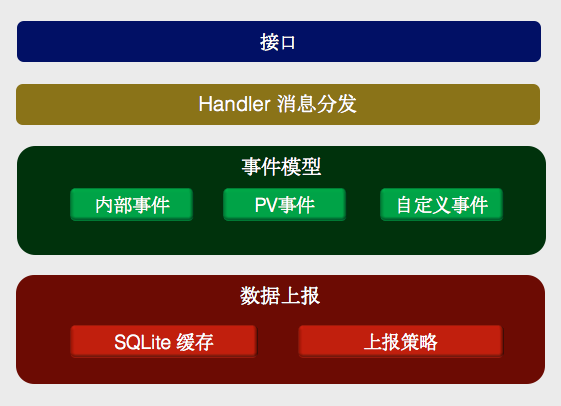 接口
Handler 消息分发
事件模型
内部事件
PV事件
自定义事件
数据上报
SQLite 缓存
上报策略